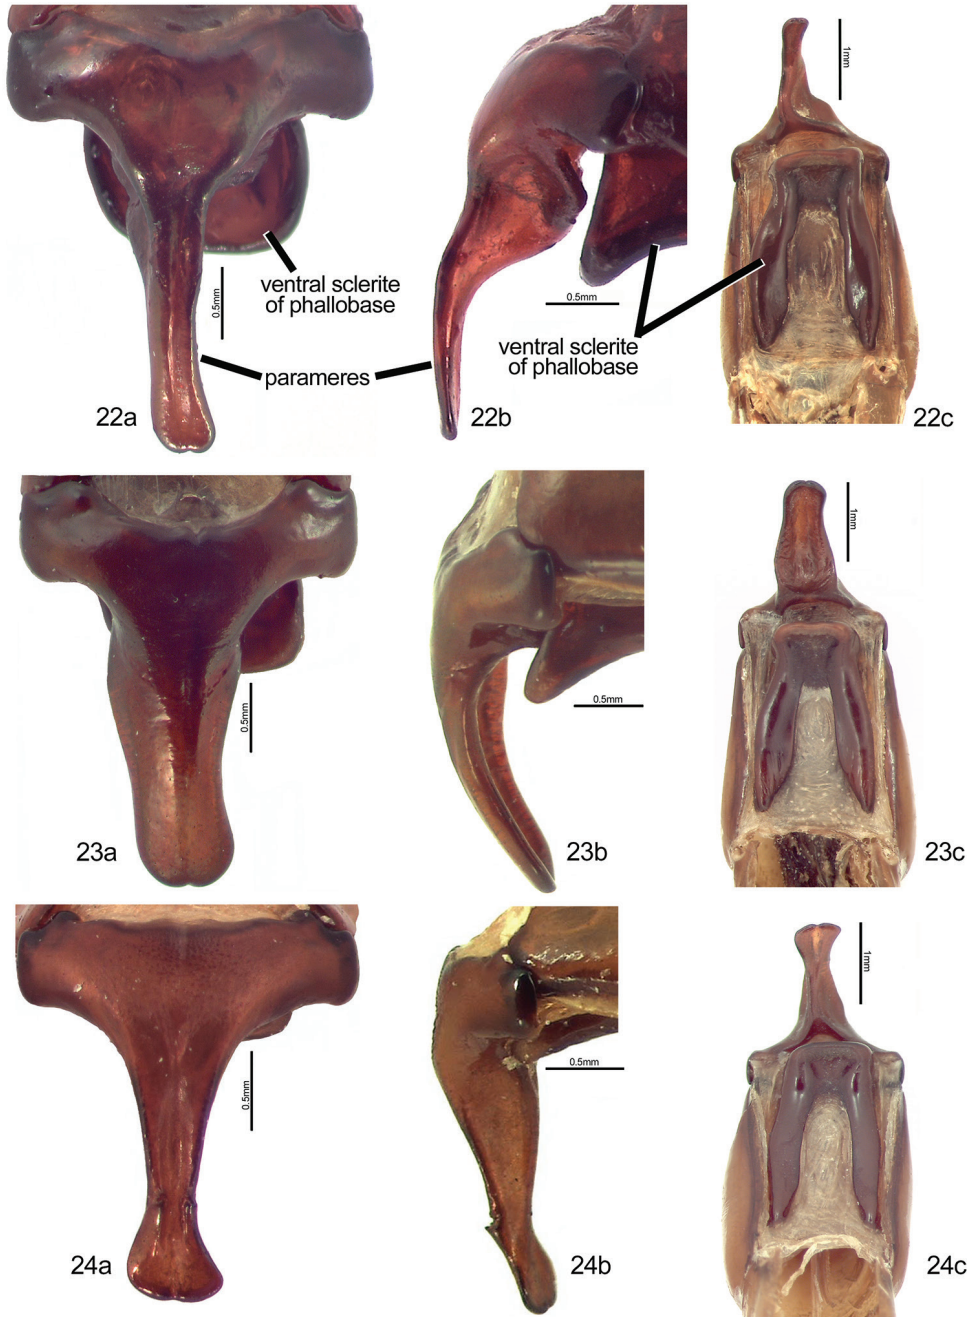 1mm
ventral sclerite
of phallobase
0.5mm
0.5mm
ventral sclerite
of phallobase
parameres
22a
22b
22c
1mm
0.5mm
0.5mm
23a
23b
23c
1mm
0.5mm
0.5mm
24a
24b
24c